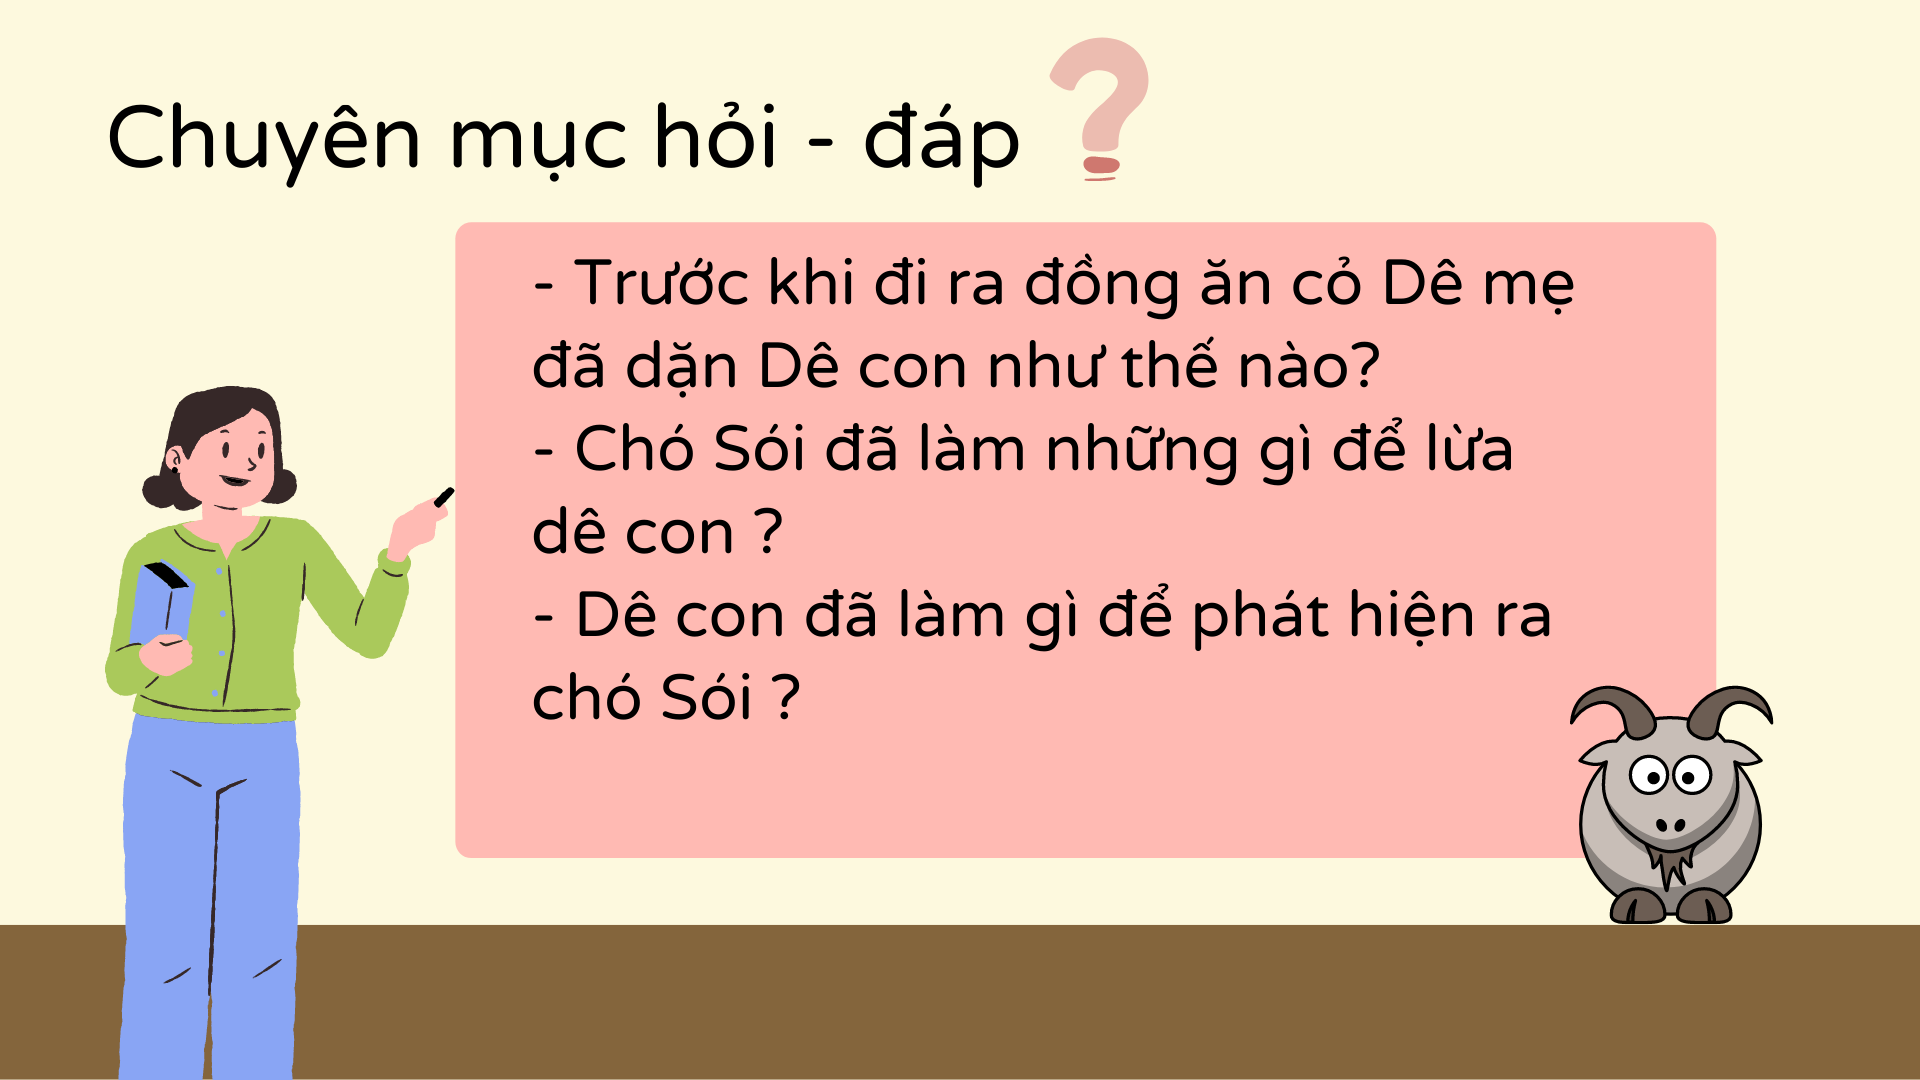 Chuyên mục hỏi - đáp
- Trước khi đi ra đồng ăn cỏ Dê mẹ
đã dặn Dê con như thế nào?
- Chó Sói đã làm những gì để lừa
dê con ?
- Dê con đã làm gì để phát hiện ra
chó Sói ?